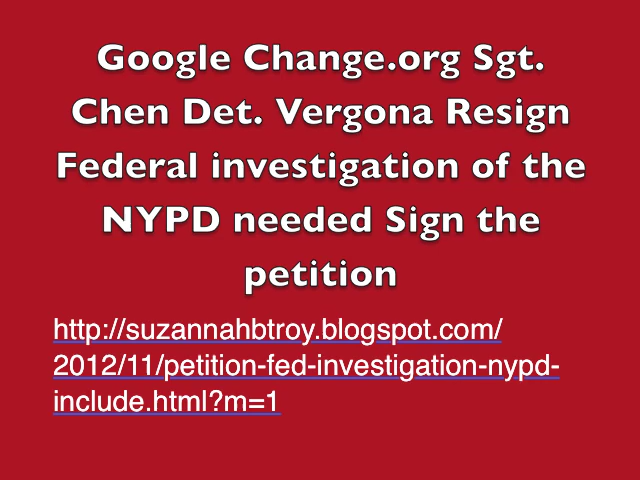 Google Change.org Sgt.
Chen Det. Vergona Resign
Federal investigation of the
NYPD needed Sign the
petition
http://suzannahbtroy.blogspot.com/
2012/11/petition-fed-investigation-nypd-
include.html?m=1